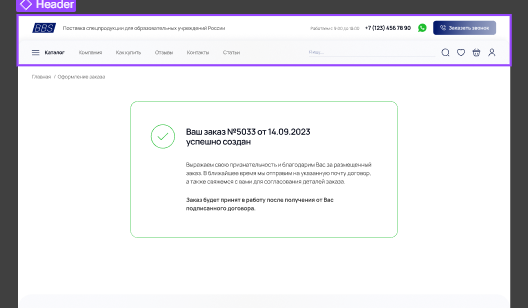 Header
BBS Поставка спецпродукции для образовательных учреждений России Работаем с 9:00 до 18:00 +7 (123) 456 78 90 Заказать звонок
Каталог Компания Как купить Отзывы Контакты Статьи
Главная / Оформление заказа
Ваш заказ №5033 от 14.09.2023
успешно создан
Выражаем свою признательность и благодарим Вас за размещенный
заказ. В ближайшее время мы отправим на указанную почту договор,
а также свяжемся с вами для согласования деталей заказа.
Заказ будет принят в работу после получения от Вас
подписанного договора.